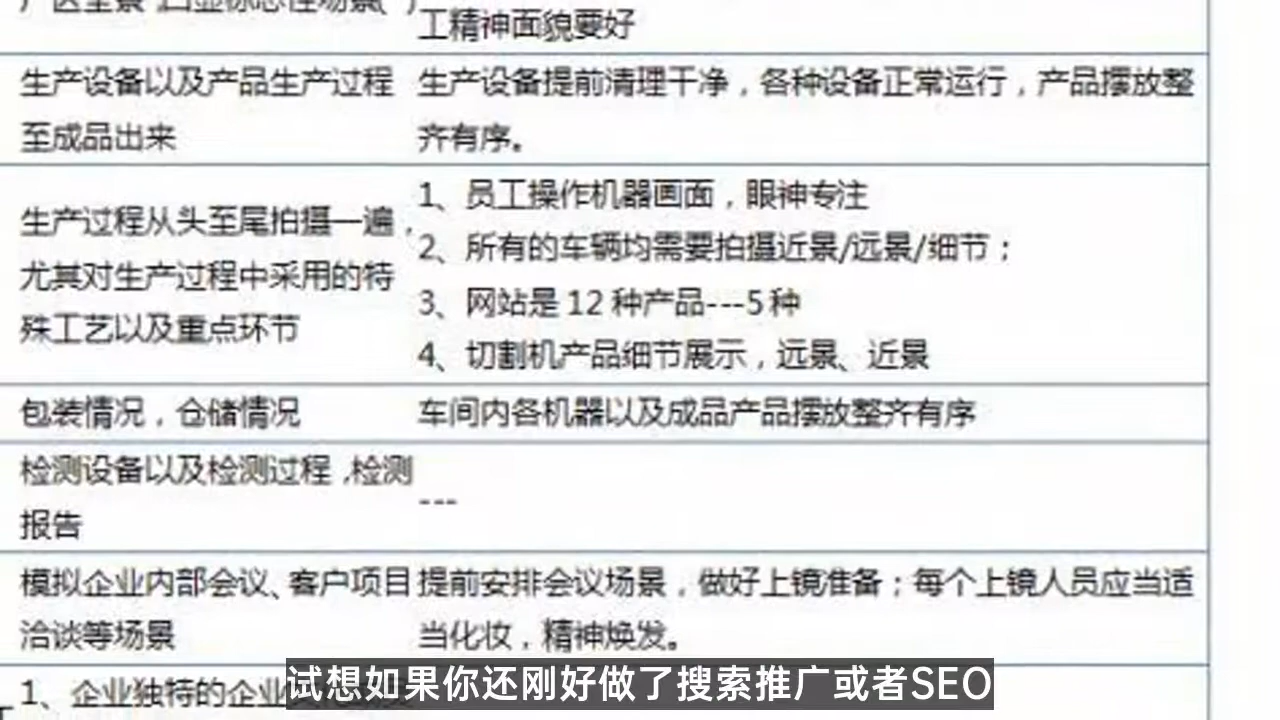 工精神面貌要好
生产设备以及产品生产过程
至成品出来
生产设备提前清理干净，各种设备正常运行，产品摆放整
齐有序。
生产过程从头至尾拍摄一遍，
尤其对生产过程中采用的特
殊工艺以及重点环节
1、员工操作机器画面，眼神专注
2、所有的车辆均需要拍摄近景/远景/细节；
3、网站是 12 种产品---5 种
4、切割机产品细节展示，远景、近景
包装情况，仓储情况
车间内各机器以及成品产品摆放整齐有序
检测设备以及检测过程，检测
报告
---
模拟企业内部会议、客户项目
洽谈等场景
提前安排会议场景，做好上镜准备；每个上镜人员应当适
当化妆，精神焕发。
1、企业独特的企业
试想如果你还刚好做了搜索推广或者SEO